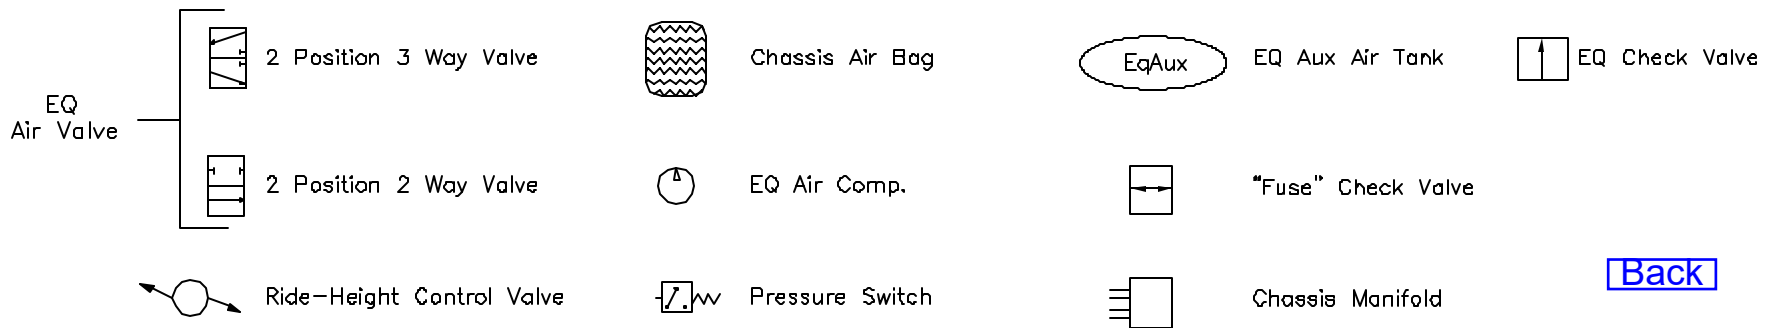 2 Position 3 Way Valve
Chassis Air Bag
EqAux
EQ Aux Air Tank
EQ Check Valve
EQ
Air Valve
2 Position 2 Way Valve
EQ Air Comp.
"Fuse" Check Valve
Ride-Height Control Valve
Pressure Switch
Chassis Manifold
Back